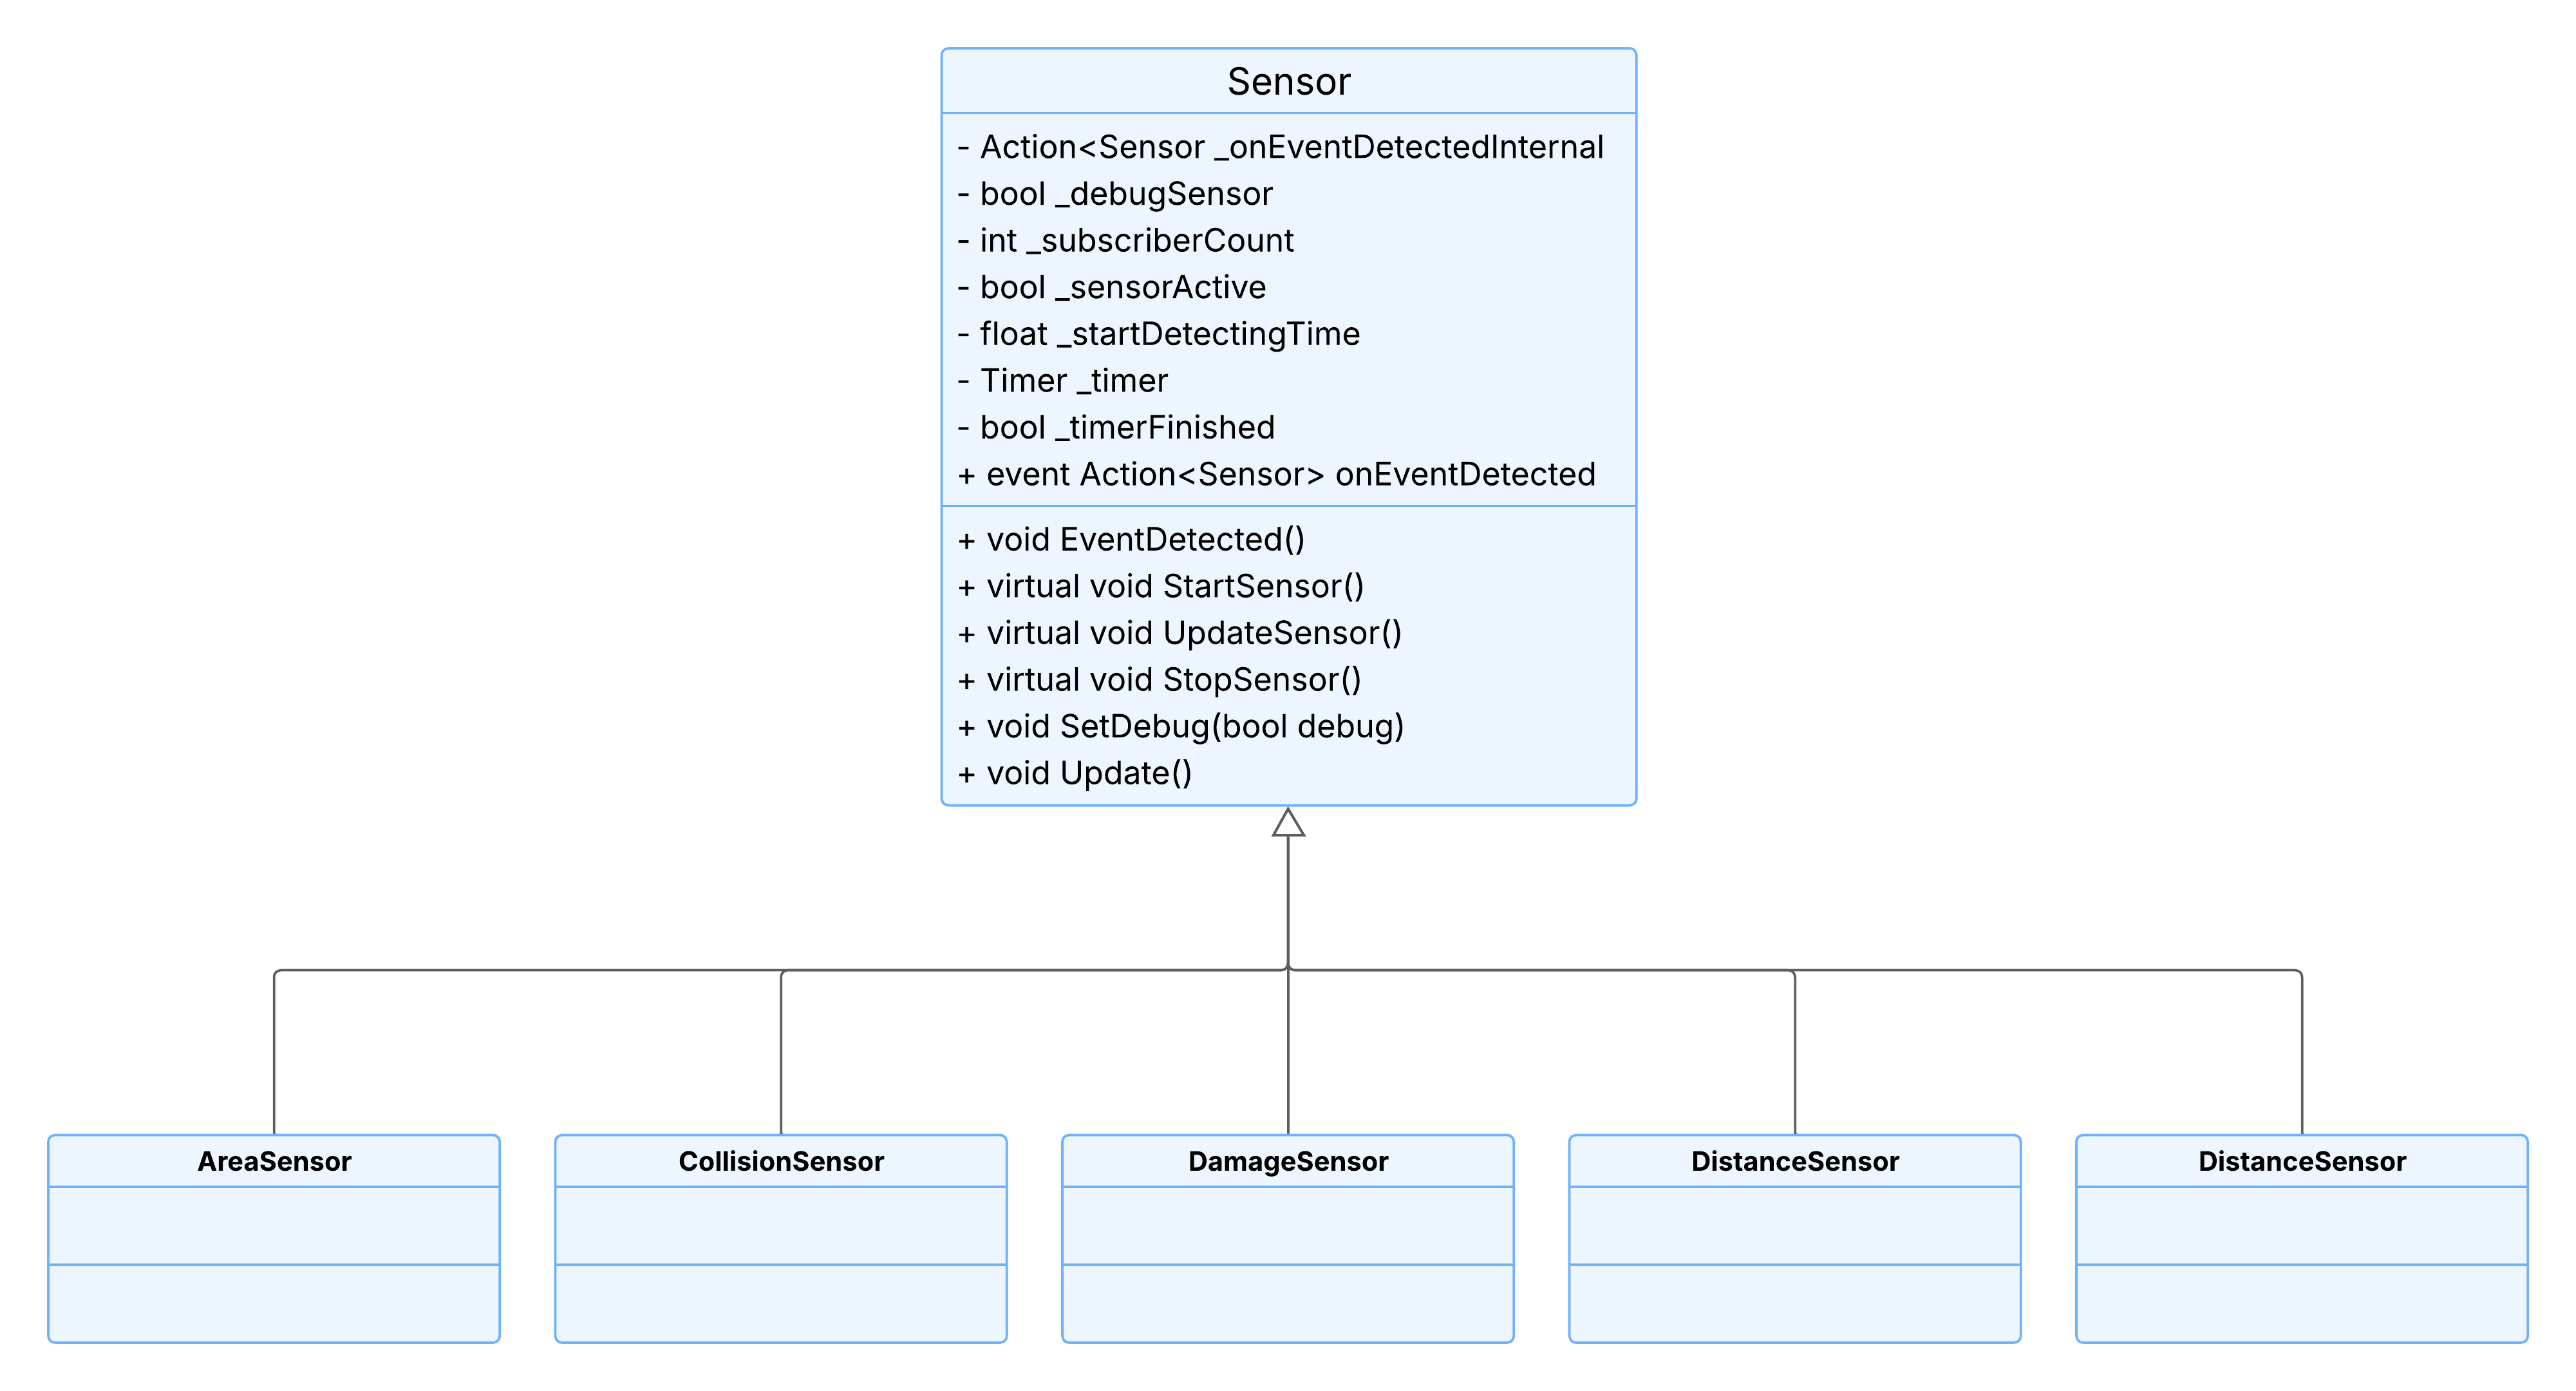 Sensor
- Action<Sensor _onEventDetectedInternal
- bool _debugSensor
- int _subscriberCount
- bool _sensorActive
- float _startDetectingTime
- Timer _timer
- bool _timerFinished
+ event Action<Sensor> onEventDetected
+ void EventDetected()
+ virtual void StartSensor()
+ virtual void UpdateSensor()
+ virtual void StopSensor()
+ void SetDebug(bool debug)
+ void Update()
AreaSensor
CollisionSensor
DamageSensor
DistanceSensor
DistanceSensor